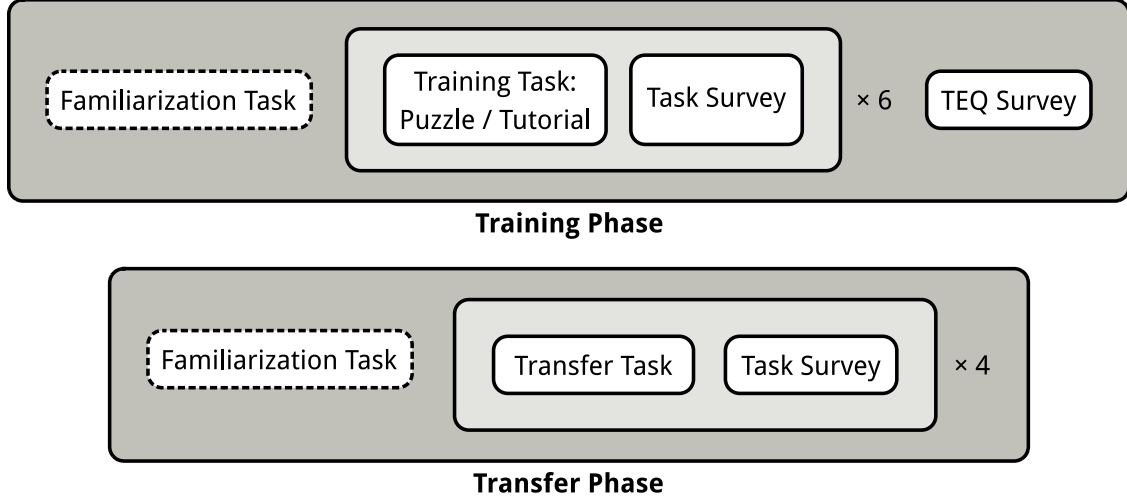 Familiarization Task
Training Task:
Puzzle / Tutorial
Task Survey
× 6
TEQ Survey
Training Phase
Familiarization Task
Transfer Task
Task Survey
× 4
Transfer Phase